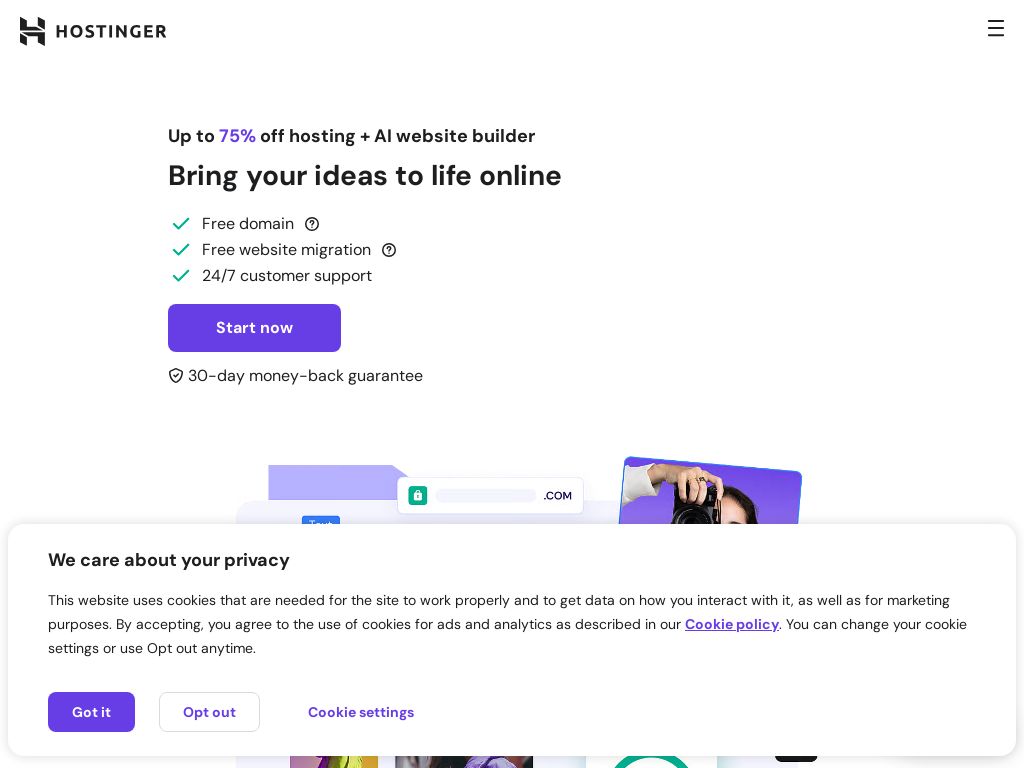 HOSTINGER
Up to 75% off hosting + AI website builder
Bring your ideas to life online
Free domain
Free website migration
24/7 customer support
Start now
30-day money-back guarantee
.COM
We care about your privacy
This website uses cookies that are needed for the site to work properly and to get data on how you interact with it, as well as for marketing
purposes. By accepting, you agree to the use of cookies for ads and analytics as described in our Cookie policy. You can change your cookie
settings or use Opt out anytime.
Got it
Opt out
Cookie settings